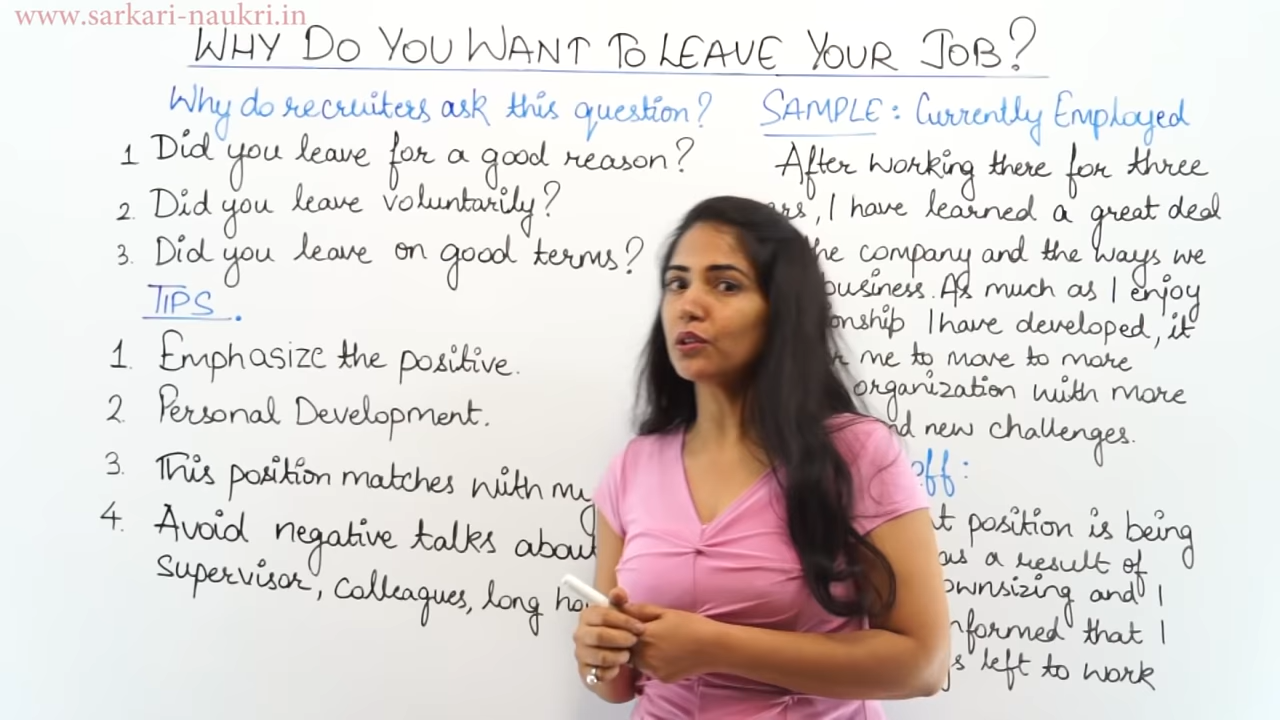 www.sarkari-naukri.in
WHY DO YOU WANT TO LEAVE YOUR JOB?
Why do recruiters ask this question?
1 Did you leave for a good reason?
2. Did you leave voluntarily?
3. Did you leave on good terms?
TIPS.
1. Emphasize the positive.
2. Personal Development.
3. This position matches with my
4. Avoid negative talks about
Supervisor, colleagues, long
SAMPLE: Currently Employed
After working there for three
, I have learned a great deal
the company and the ways we
business. As much as I enjoy
I have developed, it
me to move to more
organization with more
new challenges.
:
position is being
as a result of
and I
that I
left to work